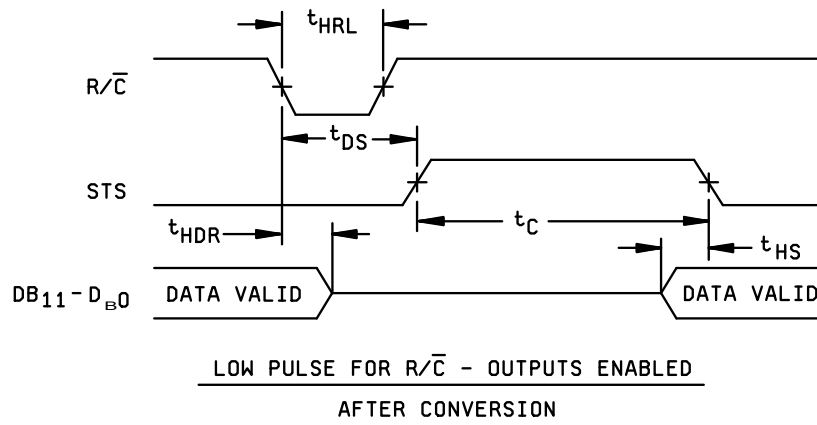 tHRL
R/C̅
tDS
STS
tC
tHDR
tHS
DB11-DB0
DATA VALID
DATA VALID
LOW PULSE FOR R/C̅ - OUTPUTS ENABLED
AFTER CONVERSION